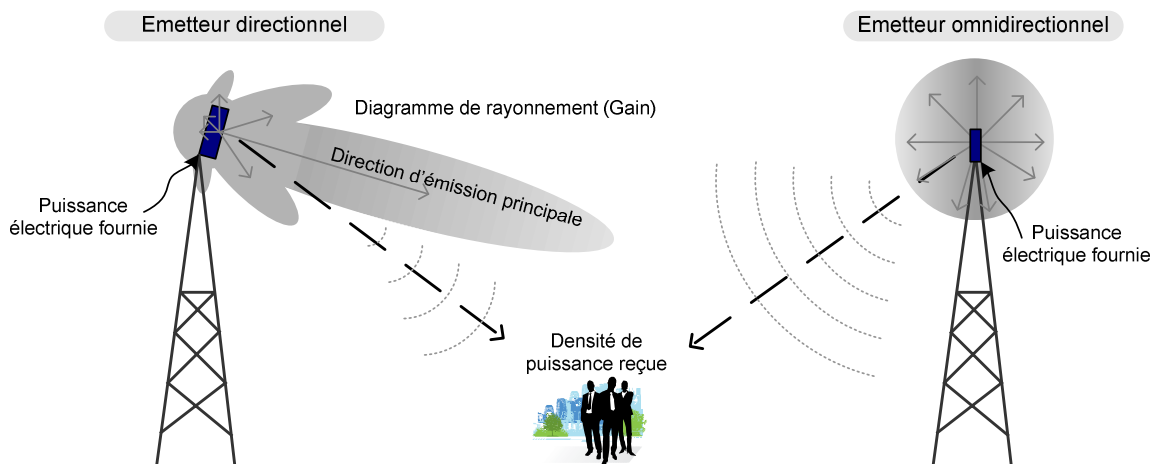 Emetteur directionnel
Emetteur omnidirectionnel
Diagramme de rayonnement (Gain)
Direction d'émission principale
Puissance
électrique fournie
Puissance
électrique fournie
Densité de
puissance reçue